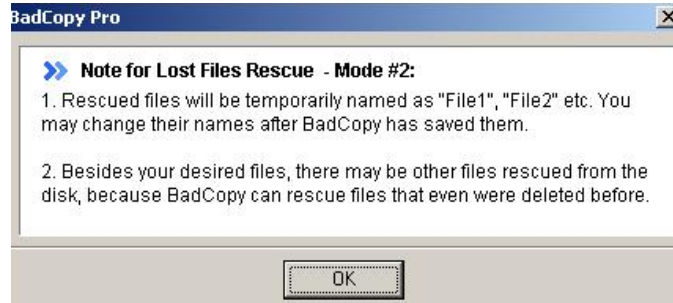 BadCopy Pro
Note for Lost Files Rescue - Mode #2:
1. Rescued files will be temporarily named as "File1", "File2" etc. You
may change their names after BadCopy has saved them.
2. Besides your desired files, there may be other files rescued from the
disk, because BadCopy can rescue files that even were deleted before.
OK